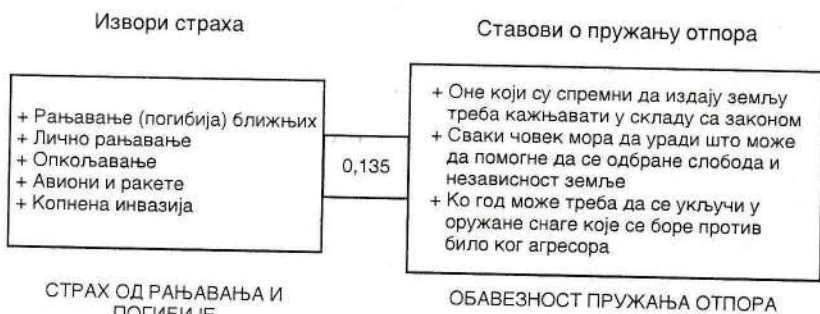 Извори страха
Ставови о пружању отпора
+ Рањавање (погибија) ближњих
+ Лично рањавање
+ Опкољавање
+ Авиони и ракете
+ Копнена инвазија
0,135
+ Оне који су спремни да издају земљу
треба кажњавати у складу са законом
+ Сваки човек мора да уради што може
да помогне да се одбране слобода и
независност земље
+ Ко год може треба да се укључи у
оружане снаге које се боре против
било ког агресора
СТРАХ ОД РАЊАВАЊА И
ПОГИБИЈЕ
ОБАВЕЗНОСТ ПРУЖАЊА ОТПОРА